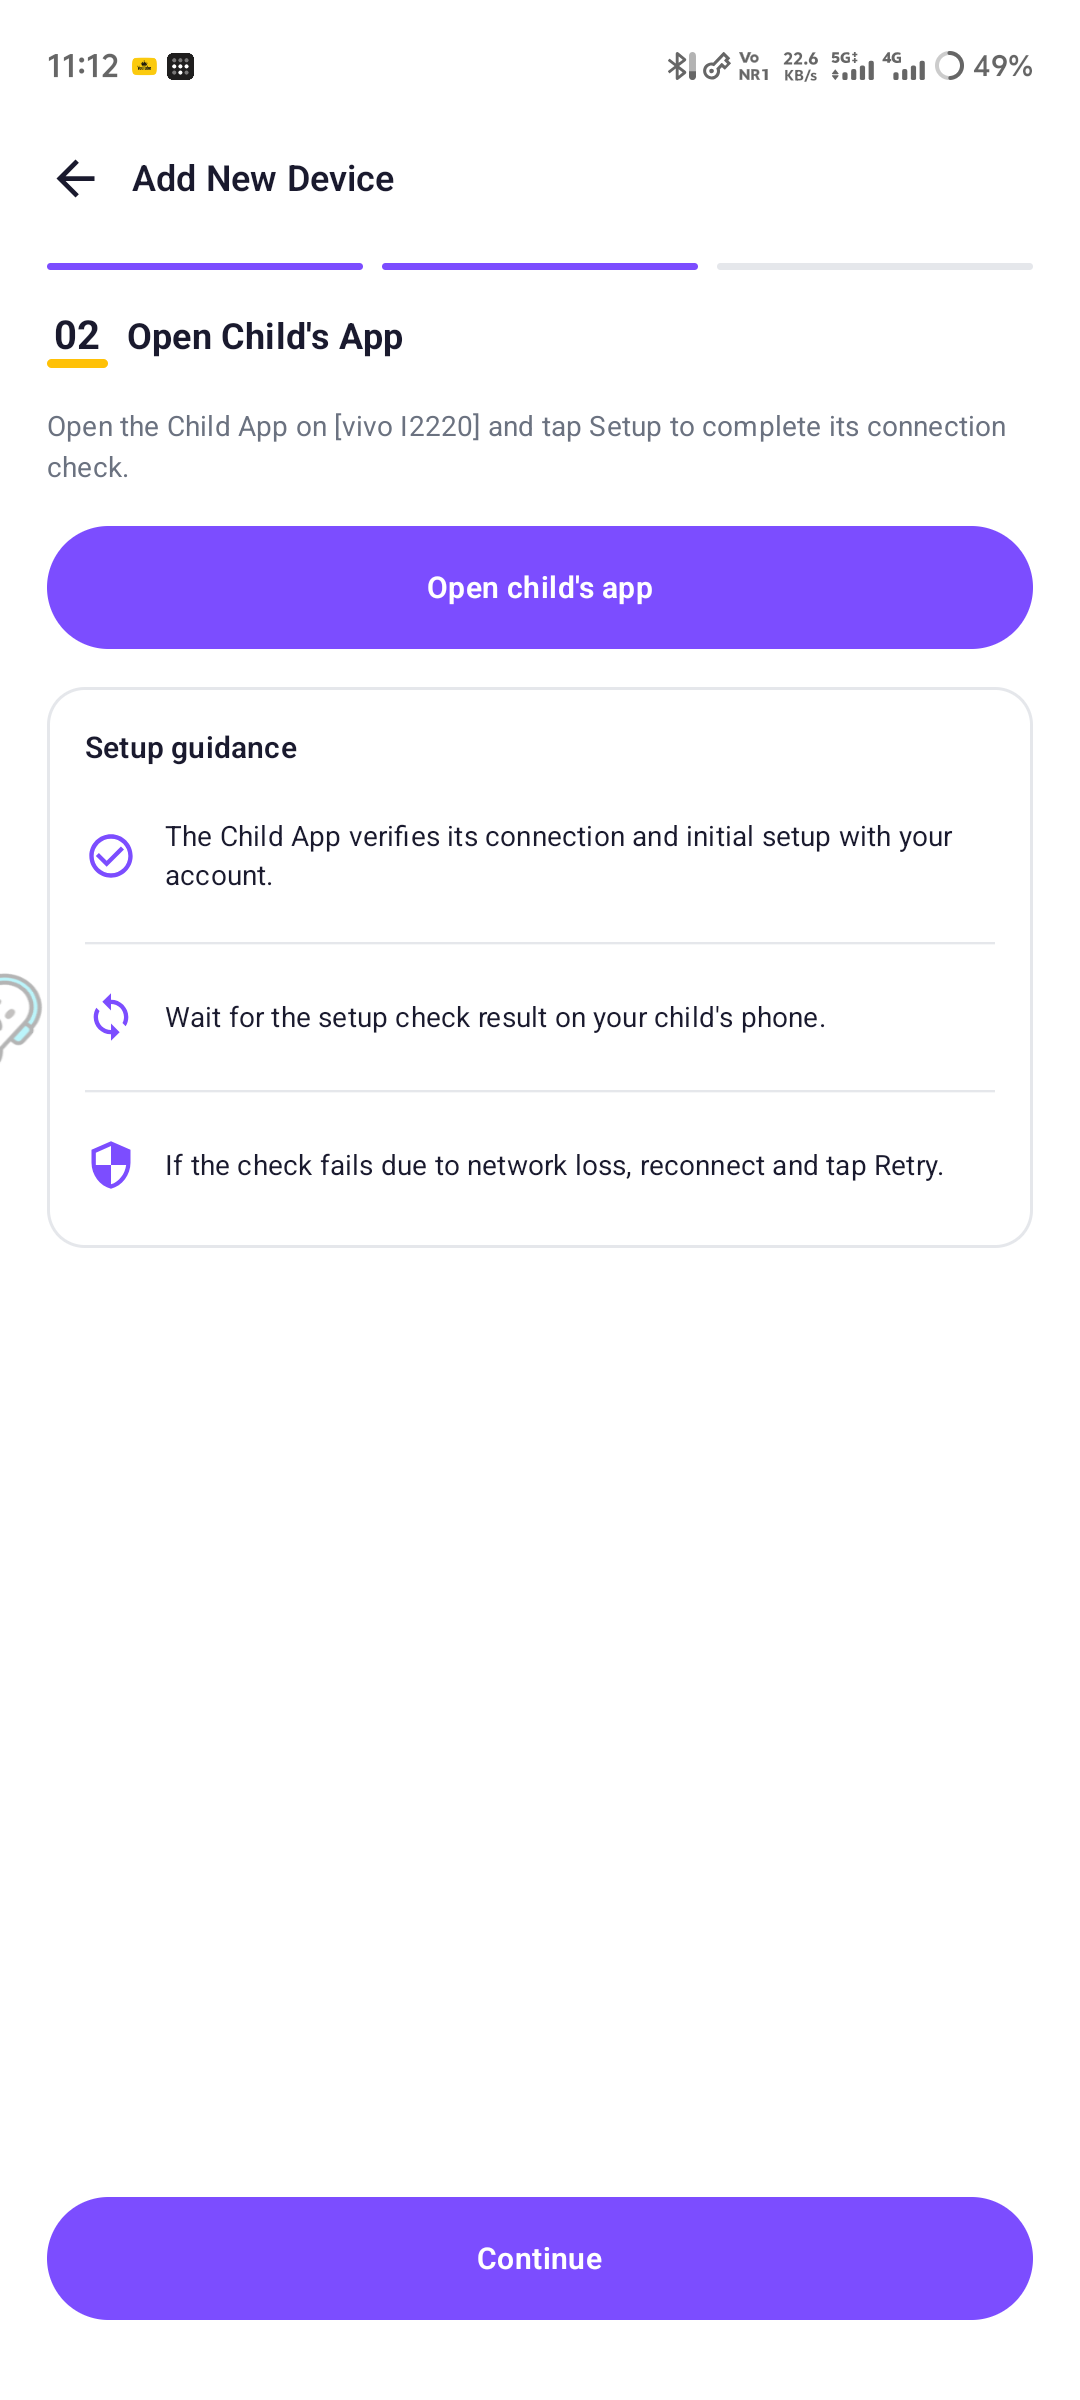 11:12
Vo
NR1
22.6
KB/s
5G
4G
49%
Add New Device
02 Open Child's App
Open the Child App on [vivo I2220] and tap Setup to complete its connection
check.
Open child's app
Setup guidance
The Child App verifies its connection and initial setup with your
account.
Wait for the setup check result on your child's phone.
If the check fails due to network loss, reconnect and tap Retry.
Continue